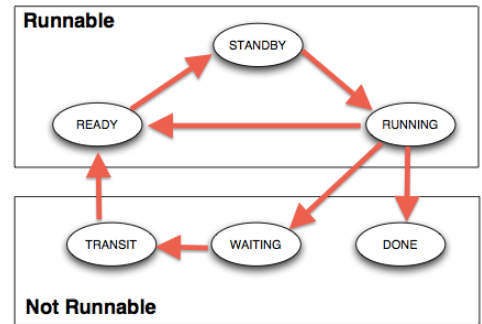 Runnable
STANDBY
READY
RUNNING
TRANSIT
WAITING
DONE
Not Runnable